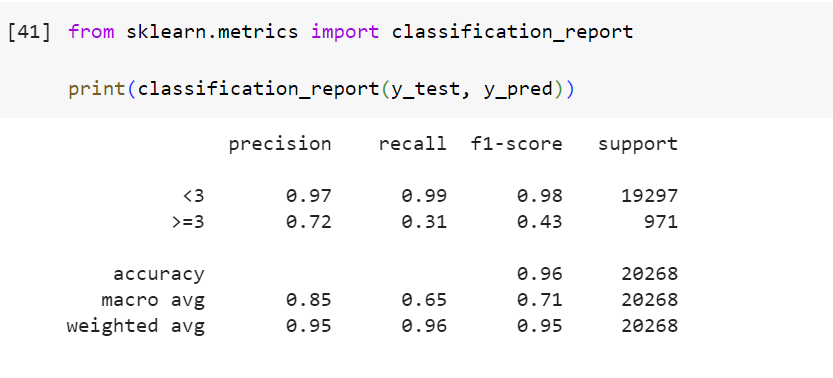 [41] from sklearn.metrics import classification_report
print(classification_report(y_test, y_pred))
precision recall f1-score support
<3 0.97 0.99 0.98 19297
>=3 0.72 0.31 0.43 971
accuracy 0.96 20268
macro avg 0.85 0.65 0.71 20268
weighted avg 0.95 0.96 0.95 20268